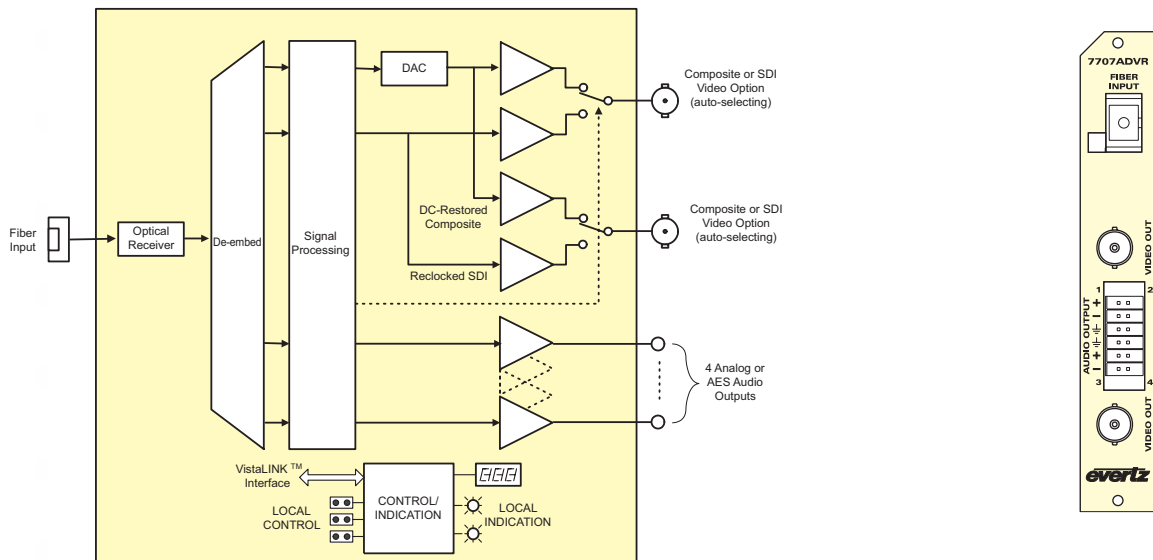 DAC
Composite or SDI
Video Option
(auto-selecting)
Fiber
Input
Optical
Receiver
De-embed
Signal
Processing
DC-Restored
Composite
Reclocked SDI
Composite or SDI
Video Option
(auto-selecting)
4 Analog or
AES Audio
Outputs
VistaLINK ™
Interface
LOCAL
CONTROL
CONTROL/
INDICATION
LOCAL
INDICATION
7707ADVR
FIBER
INPUT
VIDEO OUT
1 2
AUDIO OUTPUT
+
-
+
-
3 4
VIDEO OUT
evertz